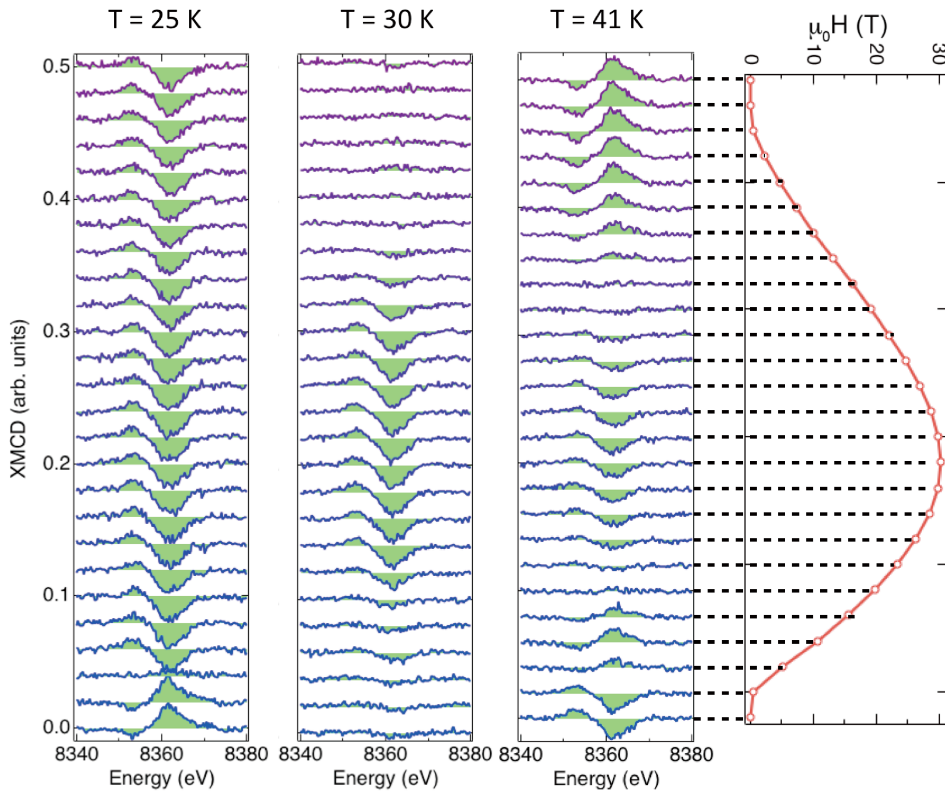 T = 25 K
T = 30 K
T = 41 K
μ₀H (T)
0 10 20 30
0.5
0.4
0.3
0.2
0.1
0.0
XMCD (arb. units)
8340 8360 8380
8340 8360 8380
8340 8360 8380
Energy (eV)
Energy (eV)
Energy (eV)